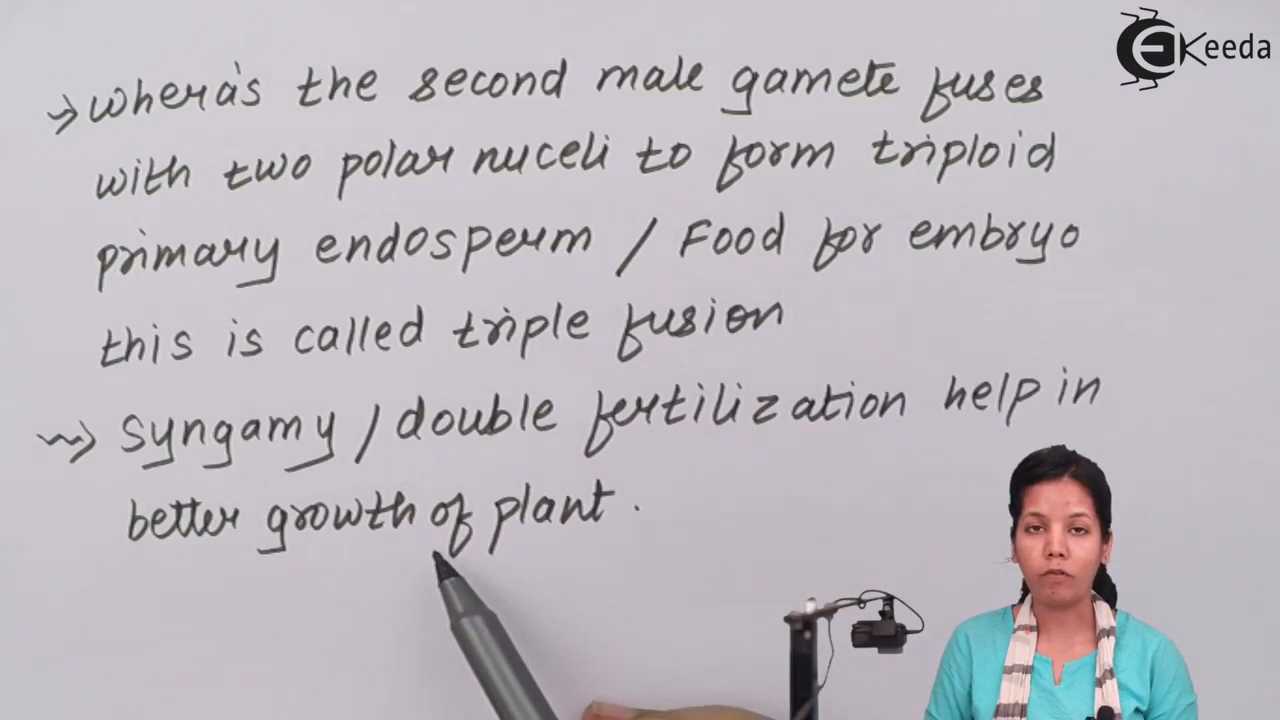 Keeda
→ wherás the second male gamete fuses
with two polar nuceli to form triploid
primary endosperm / Food for embryo
this is called triple fusion
⇝ Syngamy / double fertilization help in
better growth of plant.